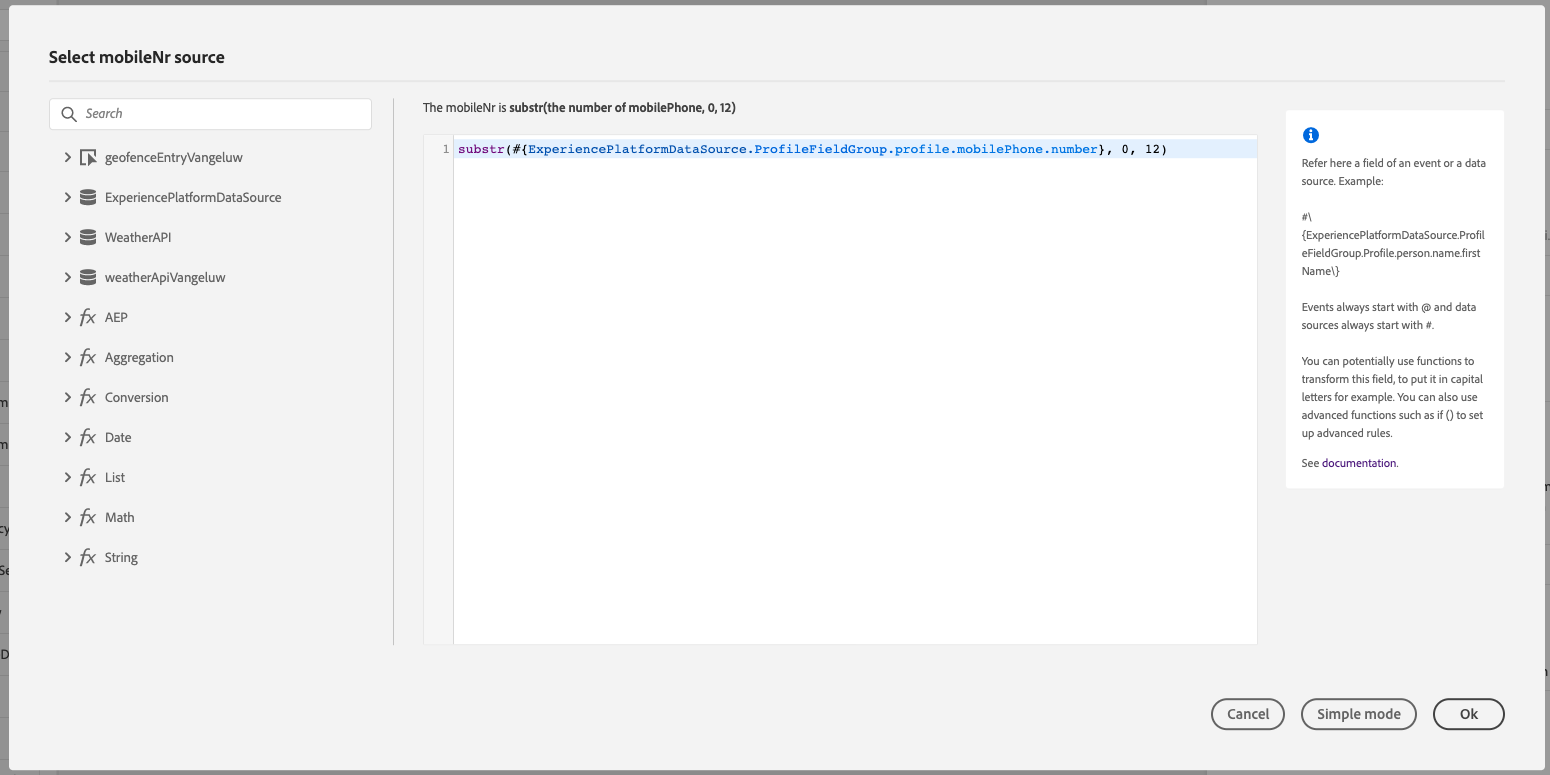 Select mobileNr source
Search
geofenceEntryVangeluw
ExperiencePlatformDataSource
WeatherAPI
weatherApiVangeluw
AEP
Aggregation
Conversion
Date
List
Math
String
The mobileNr is substr(the number of mobilePhone, 0, 12)
1 substr(#{ExperiencePlatformDataSource.ProfileFieldGroup.profile.mobilePhone.number}, 0, 12)
Refer here a field of an event or a data
source. Example:
#\
{ExperiencePlatformDataSource.Profil
eFieldGroup.Profile.person.name.first
Name\}
Events always start with @ and data
sources always start with #.
You can potentially use functions to
transform this field, to put it in capital
letters for example. You can also use
advanced functions such as if () to set
up advanced rules.
See documentation.
Cancel
Simple mode
Ok